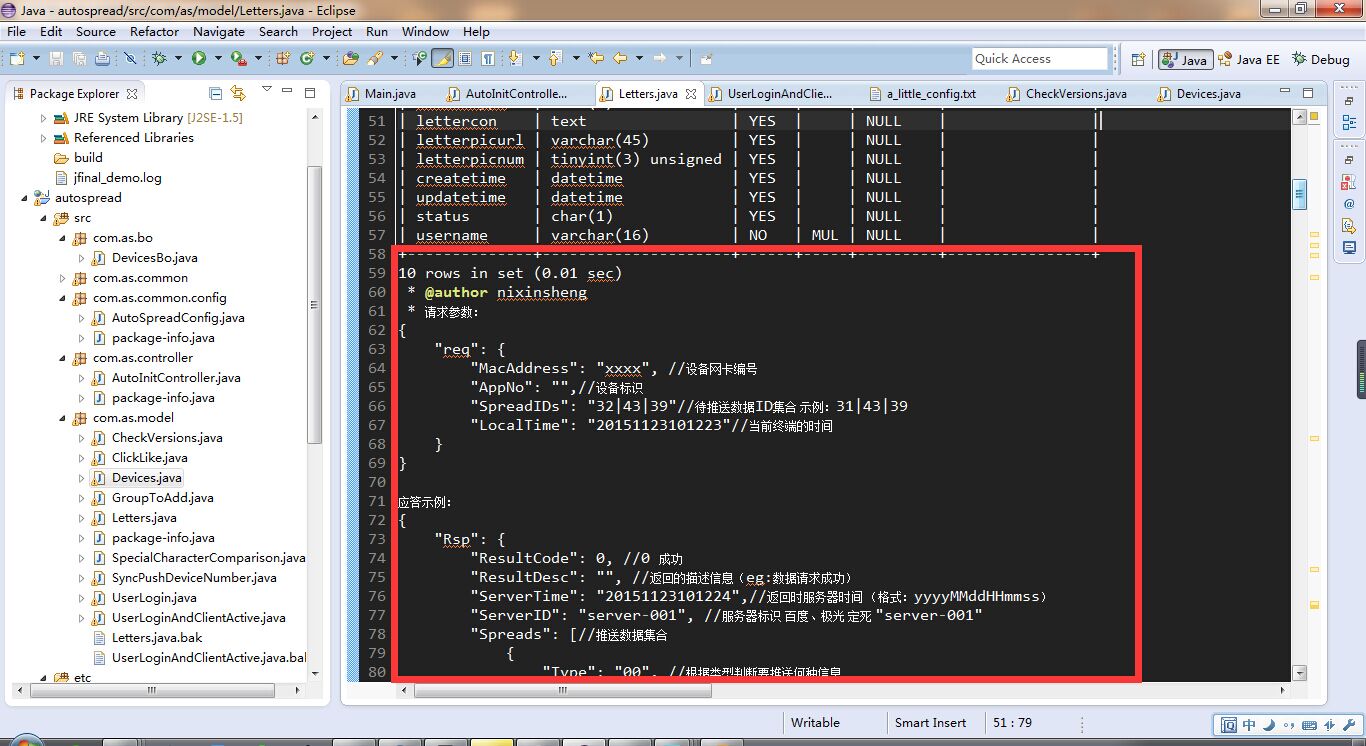 Java - autospread/src/com/as/model/Letters.java - Eclipse
File Edit Source Refactor Navigate Search Project Run Window Help
Quick Access
Java
Java EE
Debug
Package Explorer
JRE System Library [J2SE-1.5]
Referenced Libraries
build
jfinal_demo.log
autospread
src
com.as.bo
DevicesBo.java
com.as.common
com.as.common.config
AutoSpreadConfig.java
package-info.java
com.as.controller
AutoInitController.java
package-info.java
com.as.model
CheckVersions.java
ClickLike.java
Devices.java
GroupToAdd.java
Letters.java
package-info.java
SpecialCharacterComparison.java
SyncPushDeviceNumber.java
UserLogin.java
UserLoginAndClientActive.java
Letters.java.bak
UserLoginAndClientActive.java.bal
etc
Main.java
AutoInitControlle...
Letters.java
UserLoginAndClie...
a_little_config.txt
CheckVersions.java
Devices.java
51 | lettercon | text | YES | | NULL | |
52 | letterpicurl | varchar(45) | YES | | NULL | |
53 | letterpicnum | tinyint(3) unsigned | YES | | NULL | |
54 | createtime | datetime | YES | | NULL | |
55 | updatetime | datetime | YES | | NULL | |
56 | status | char(1) | YES | | NULL | |
57 | username | varchar(16) | NO | MUL | NULL | |
58 +--------------+---------------------+------+-----+---------+----------------+
59 10 rows in set (0.01 sec)
60 * @author nixinsheng
61 * 请求参数:
62 {
63 "req": {
64 "MacAddress": "xxxx", //设备网卡编号
65 "AppNo": "",//设备标识
66 "SpreadIDs": "32|43|39"//待推送数据ID集合 示例: 31|43|39
67 "LocalTime": "20151123101223"//当前终端的时间
68 }
69 }
70
71 应答示例:
72 {
73 "Rsp": {
74 "ResultCode": 0, //0 成功
75 "ResultDesc": "", //返回的描述信息（eg:数据请求成功）
76 "ServerTime": "20151123101224",//返回时服务器时间（格式: yyyyMMddHHmmss）
77 "ServerID": "server-001", //服务器标识 百度、极光 定死 "server-001"
78 "Spreads": [//推送数据集合
79 {
80 "Type": "00", //根据类型判断要推送何种信息
Writable
Smart Insert
51 : 79
中